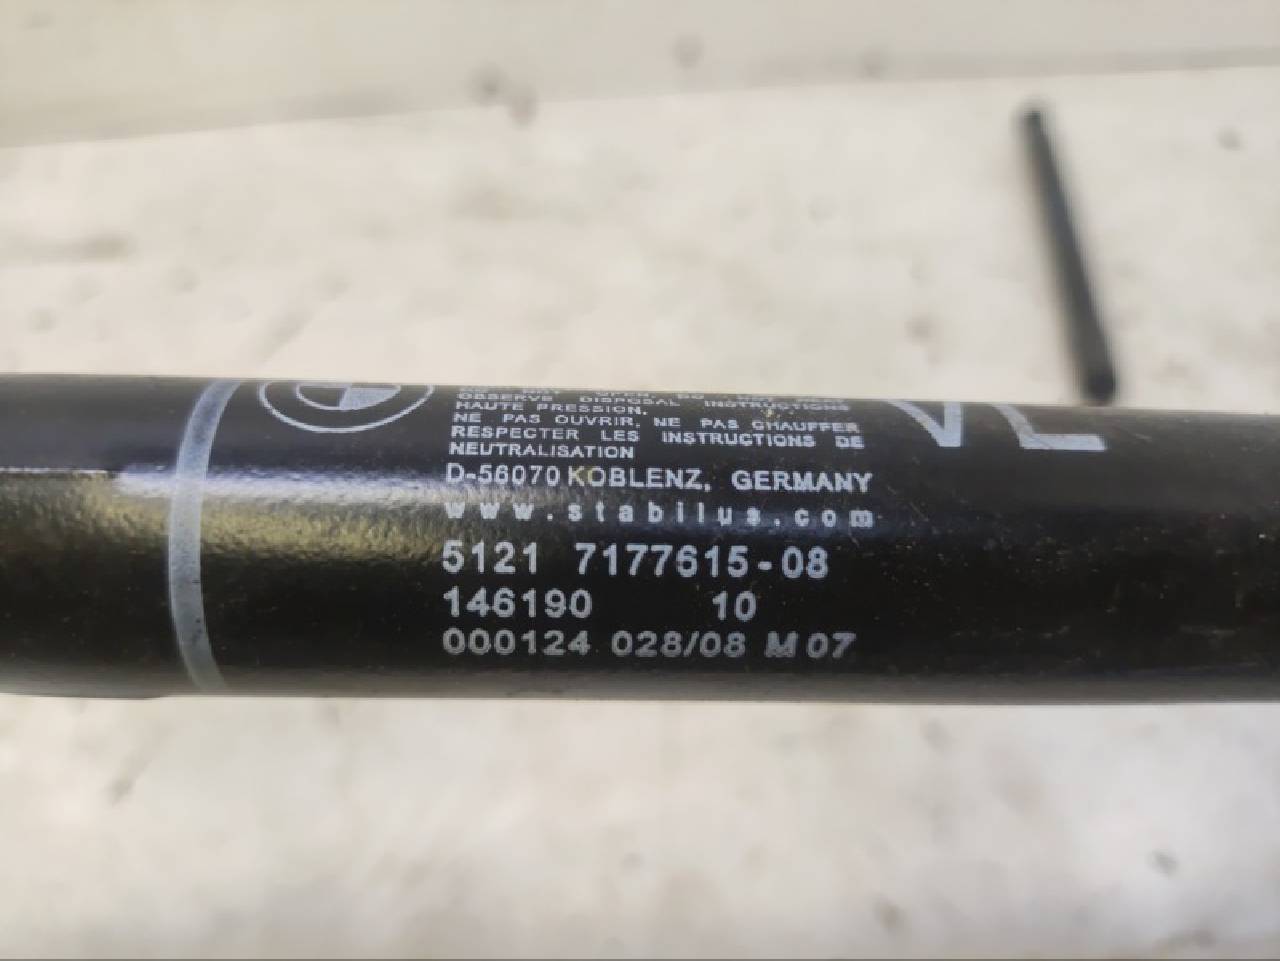 OBSERVE DISPOSAL INSTRUCTIONS
HAUTE PRESSION.
NE PAS OUVRIR, NE PAS CHAUFFER
RESPECTER LES INSTRUCTIONS DE
NEUTRALISATION
D-56070 KOBLENZ, GERMANY
www.stabilus.com
5121 7177615-08
146190 10
000124 028/08 M 07